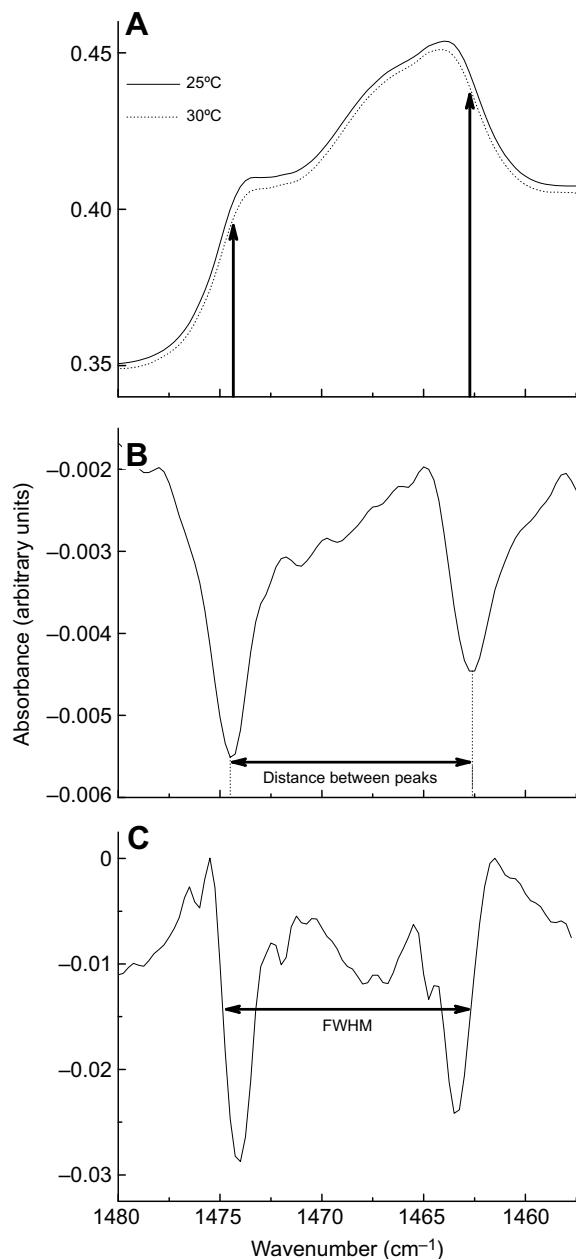 A
0.45
25ºC
30ºC
0.40
0.35
Absorbance (arbitrary units)
B
–0.002
–0.003
–0.004
–0.005
Distance between peaks
–0.006
C
0
–0.01
FWHM
–0.02
–0.03
1480 1470 1460
Wavenumber (cm⁻¹)